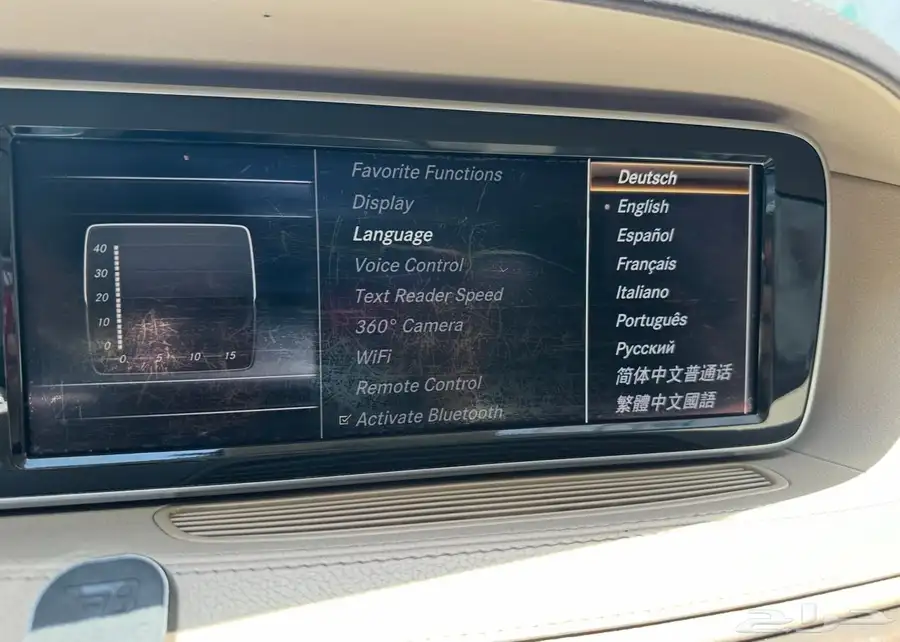 40
30
20
10
0
0 5 10 15
Favorite Functions
Display
Language
Voice Control
Text Reader Speed
360° Camera
WiFi
Remote Control
Activate Bluetooth
Deutsch
English
Español
Français
Italiano
Português
Русский
简体中文普通话
繁體中文國語
حراج